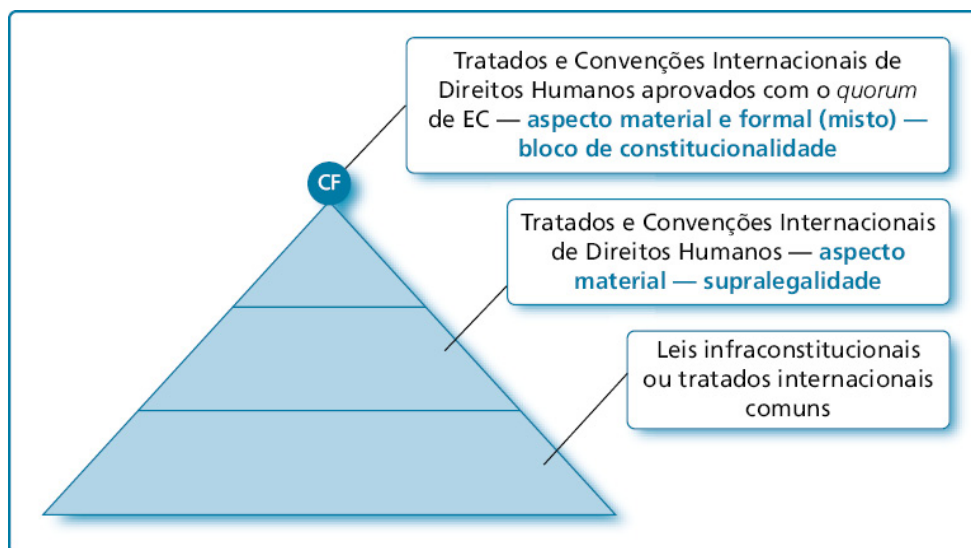 Tratados e Convenções Internacionais de
Direitos Humanos aprovados com o quorum
de EC — aspecto material e formal (misto) —
bloco de constitucionalidade
CF
Tratados e Convenções Internacionais
de Direitos Humanos — aspecto
material — supralegalidade
Leis infraconstitucionais
ou tratados internacionais
comuns